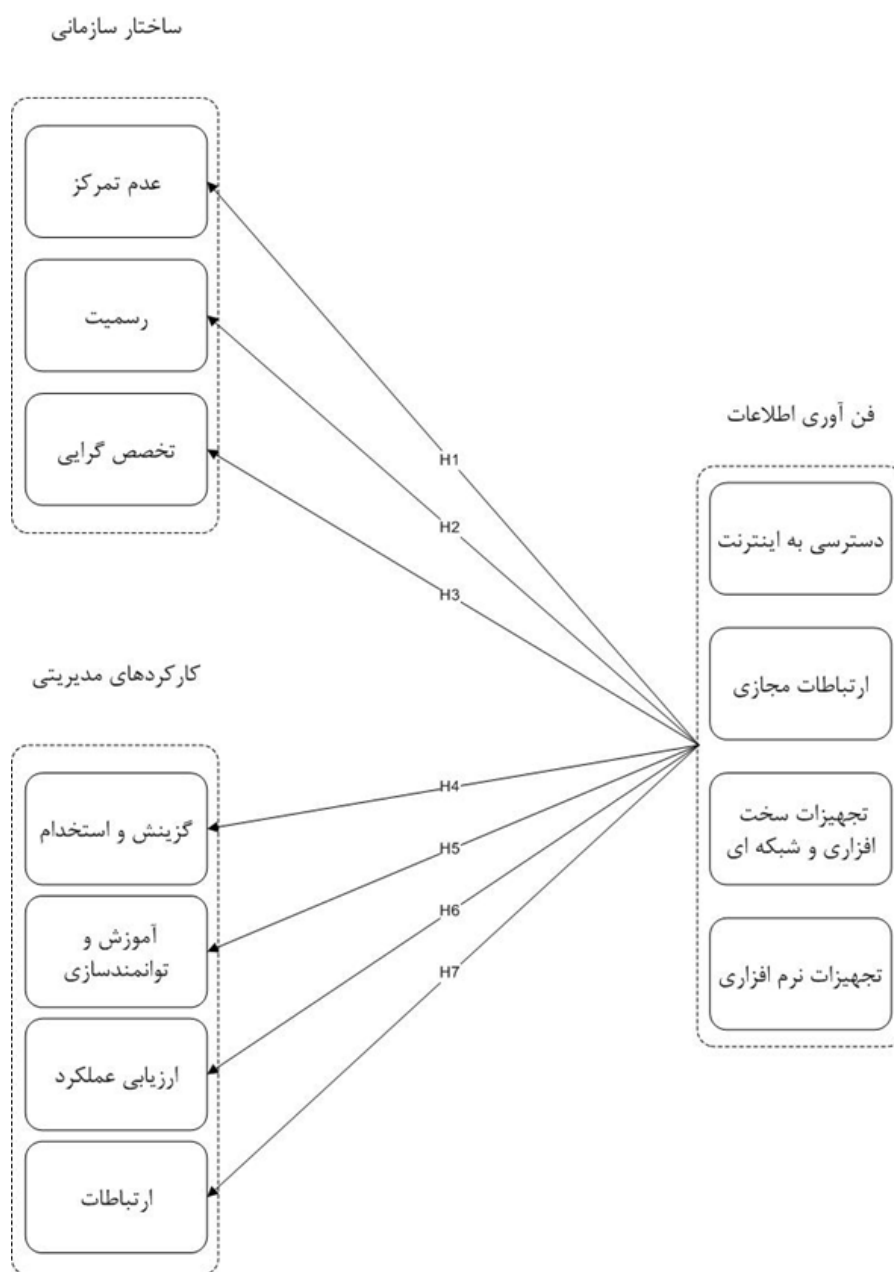 ساختار سازمانی
عدم تمرکز
رسمیت
تخصص گرایی
فن آوری اطلاعات
دسترسی به اینترنت
ارتباطات مجازی
تجهیزات سخت
افزاری و شبکه ای
تجهیزات نرم افزاری
H1
H2
H3
کارکردهای مدیریتی
گزینش و استخدام
آموزش و
توانمندسازی
ارزیابی عملکرد
ارتباطات
H4
H5
H6
H7